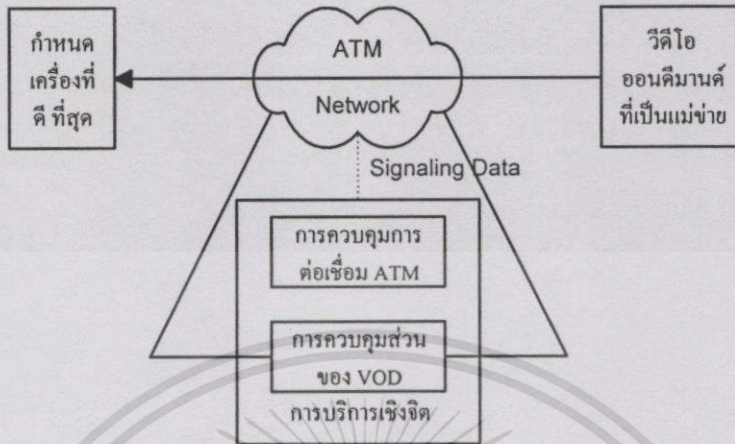 กำหนด
เครื่องที่
ดี ที่สุด
ATM
Network
วีดีโอ
ออนดีมานด์
ที่เป็นแม่ข่าย
Signaling Data
การควบคุมการ
ต่อเชื่อม ATM
การควบคุมส่วน
ของ VOD
การบริการเชิงจิต